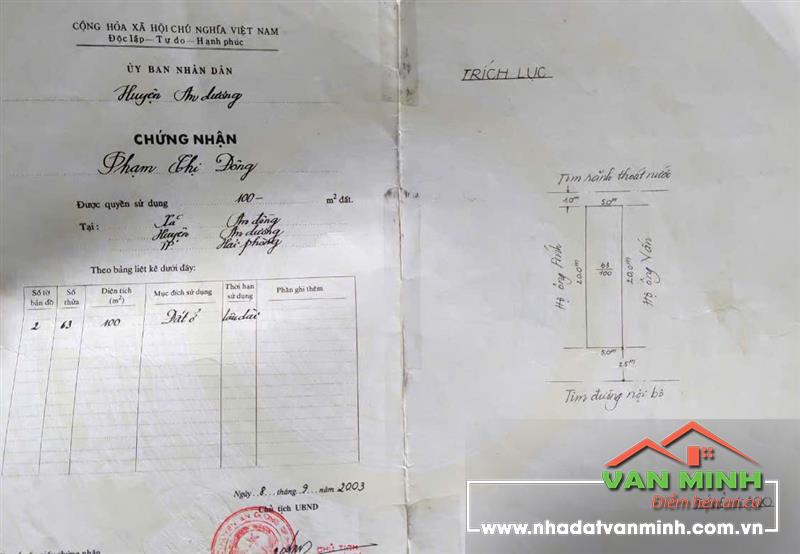 CỘNG HÒA XÃ HỘI CHỦ NGHĨA VIỆT NAM
Độc lập - Tự do - Hạnh phúc
ỦY BAN NHÂN DÂN
Huyện An dương
CHỨNG NHẬN
Phạm Thị Dông
Được quyền sử dụng 100- m² đất.
Tại : Xã An đồng
Huyện An dương
TP. Hải phòng
Theo bảng liệt kê dưới đây:
Số tờ bản đồ Số thửa Diện tích (m²) Mục đích sử dụng Thời hạn sử dụng Phần ghi thêm
2 63 100 Đất ở Lâu dài
Ngày 8 tháng 9 năm 2003
Chủ tịch UBND
CHỦ TỊCH
TRÍCH LỤC
Tim rãnh thoát nước
1.0m 5.0m
Hộ ông Ánh 20.0m 63/100 20.0m Hộ ông Vấn
5.0m
2.5m
Tim đường nội bộ
VAN MINH
Điểm hẹn an cư
www.nhadatvanminh.com.vn